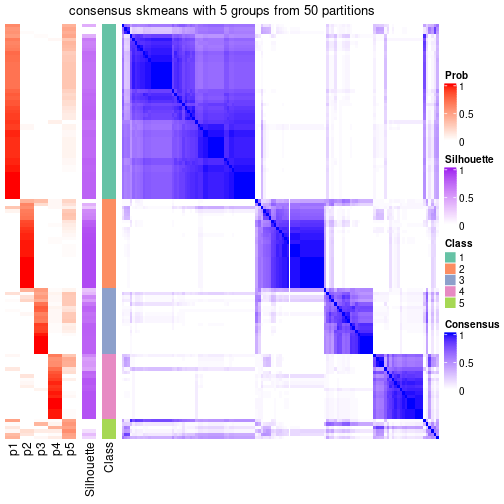 consensus skmeans with 5 groups from 50 partitions
Prob
1
0.5
0
Silhouette
1
0.5
0
Class
1
2
3
4
5
Consensus
1
0.5
0
p1
p2
p3
p4
p5
Silhouette
Class